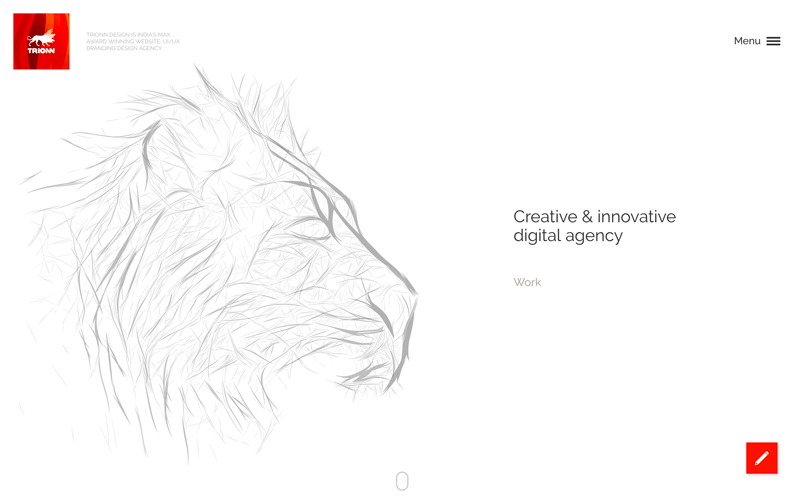 TRIONN
TRIONN DESIGN IS INDIA'S MAX
AWARD WINNING WEBSITE, UI/UX
BRANDING DESIGN AGENCY
Menu
Creative & innovative
digital agency
Work